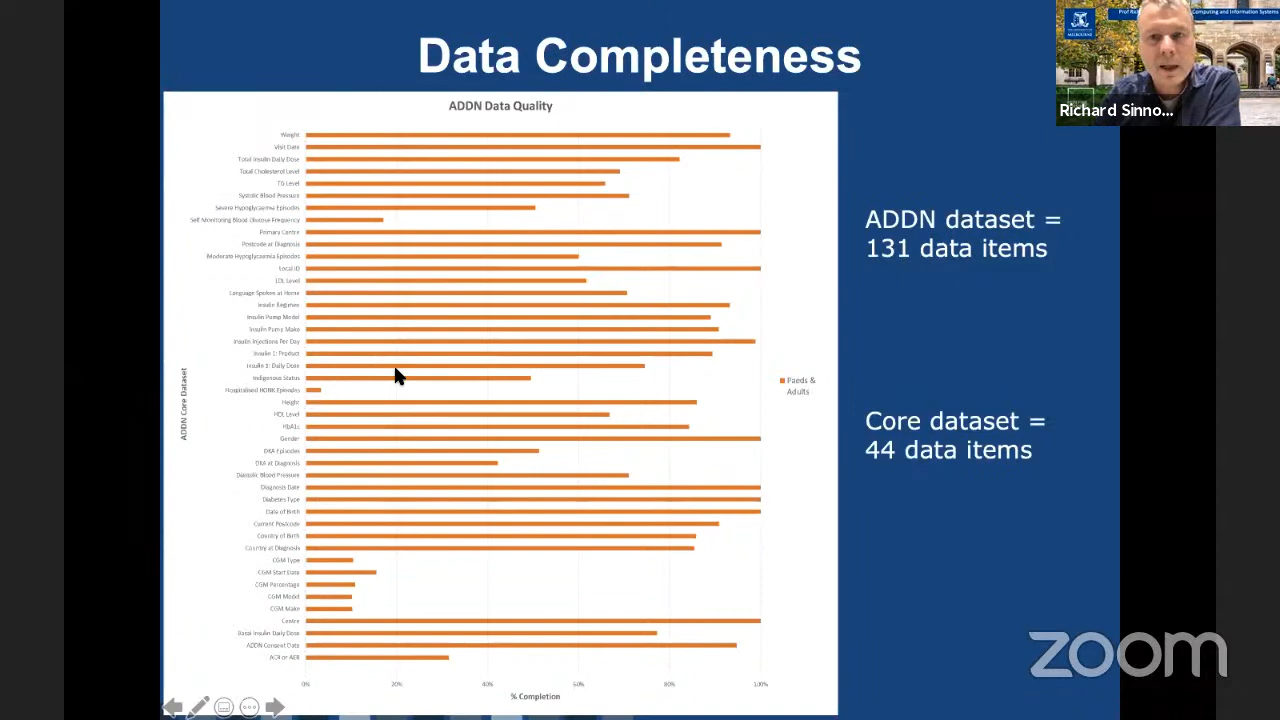 Data Completeness
ADDN Data Quality
Weight
Visit Date
Total Insulin Daily Dose
Total Cholesterol Level
TG Level
Systolic Blood Pressure
Severe Hypoglycaemia Episodes
Self Monitoring Blood Glucose Frequency
Primary Centre
Postcode at Diagnosis
Moderate Hypoglycaemia Episodes
Local ID
LDL Level
Language Spoken at Home
Insulin Regimen
Insulin Pump Model
Insulin Pump Make
Insulin Injections Per Day
Insulin 1: Product
Insulin 1: Daily Dose
Indigenous Status
Hospitalised HONK Episodes
Height
HDL Level
HbA1c
Gender
DKA Episodes
DKA at Diagnosis
Diastolic Blood Pressure
Diagnosis Date
Diabetes Type
Date of Birth
Current Postcode
Country of Birth
Country at Diagnosis
CGM Type
CGM Start Date
CGM Percentage
CGM Model
CGM Make
Centre
Basal Insulin Daily Dose
ADDN Consent Date
ACR or AER
ADDN Core Dataset
0% 20% 40% 60% 80% 100%
% Completion
Paeds &
Adults
ADDN dataset =
131 data items
Core dataset =
44 data items
Prof Computing and Information Systems
MELBOURNE
Richard Sinno...
zoom